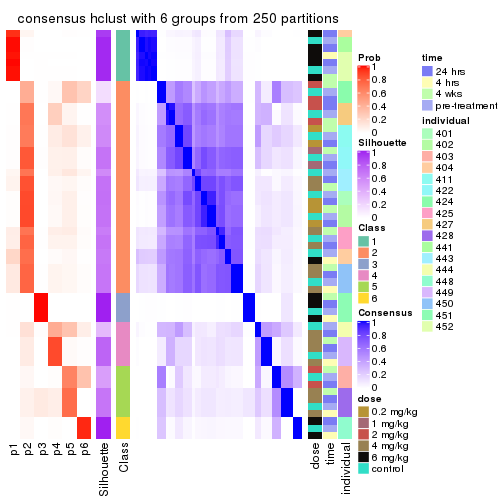 consensus hclust with 6 groups from 250 partitions
Prob
1
0.8
0.6
0.4
0.2
0
Silhouette
1
0.8
0.6
0.4
0.2
0
Class
1
2
3
4
5
6
Consensus
1
0.8
0.6
0.4
0.2
0
dose
0.2 mg/kg
1 mg/kg
2 mg/kg
4 mg/kg
6 mg/kg
control
time
24 hrs
4 hrs
4 wks
pre-treatment
individual
401
402
403
404
411
422
424
425
427
428
441
443
444
448
449
450
451
452
p1
p2
p3
p4
p5
p6
Silhouette
Class
dose
time
individual